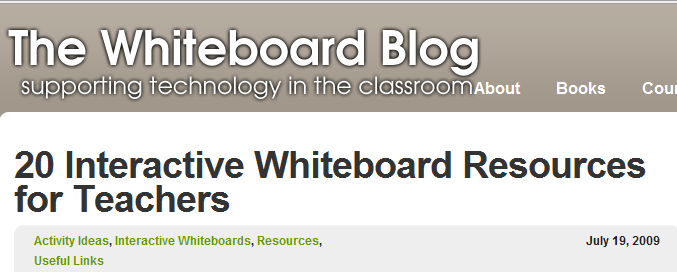 The Whiteboard Blog
supporting technology in the classroom
About Books
20 Interactive Whiteboard Resources
for Teachers
Activity Ideas, Interactive Whiteboards, Resources,
Useful Links
July 19, 2009